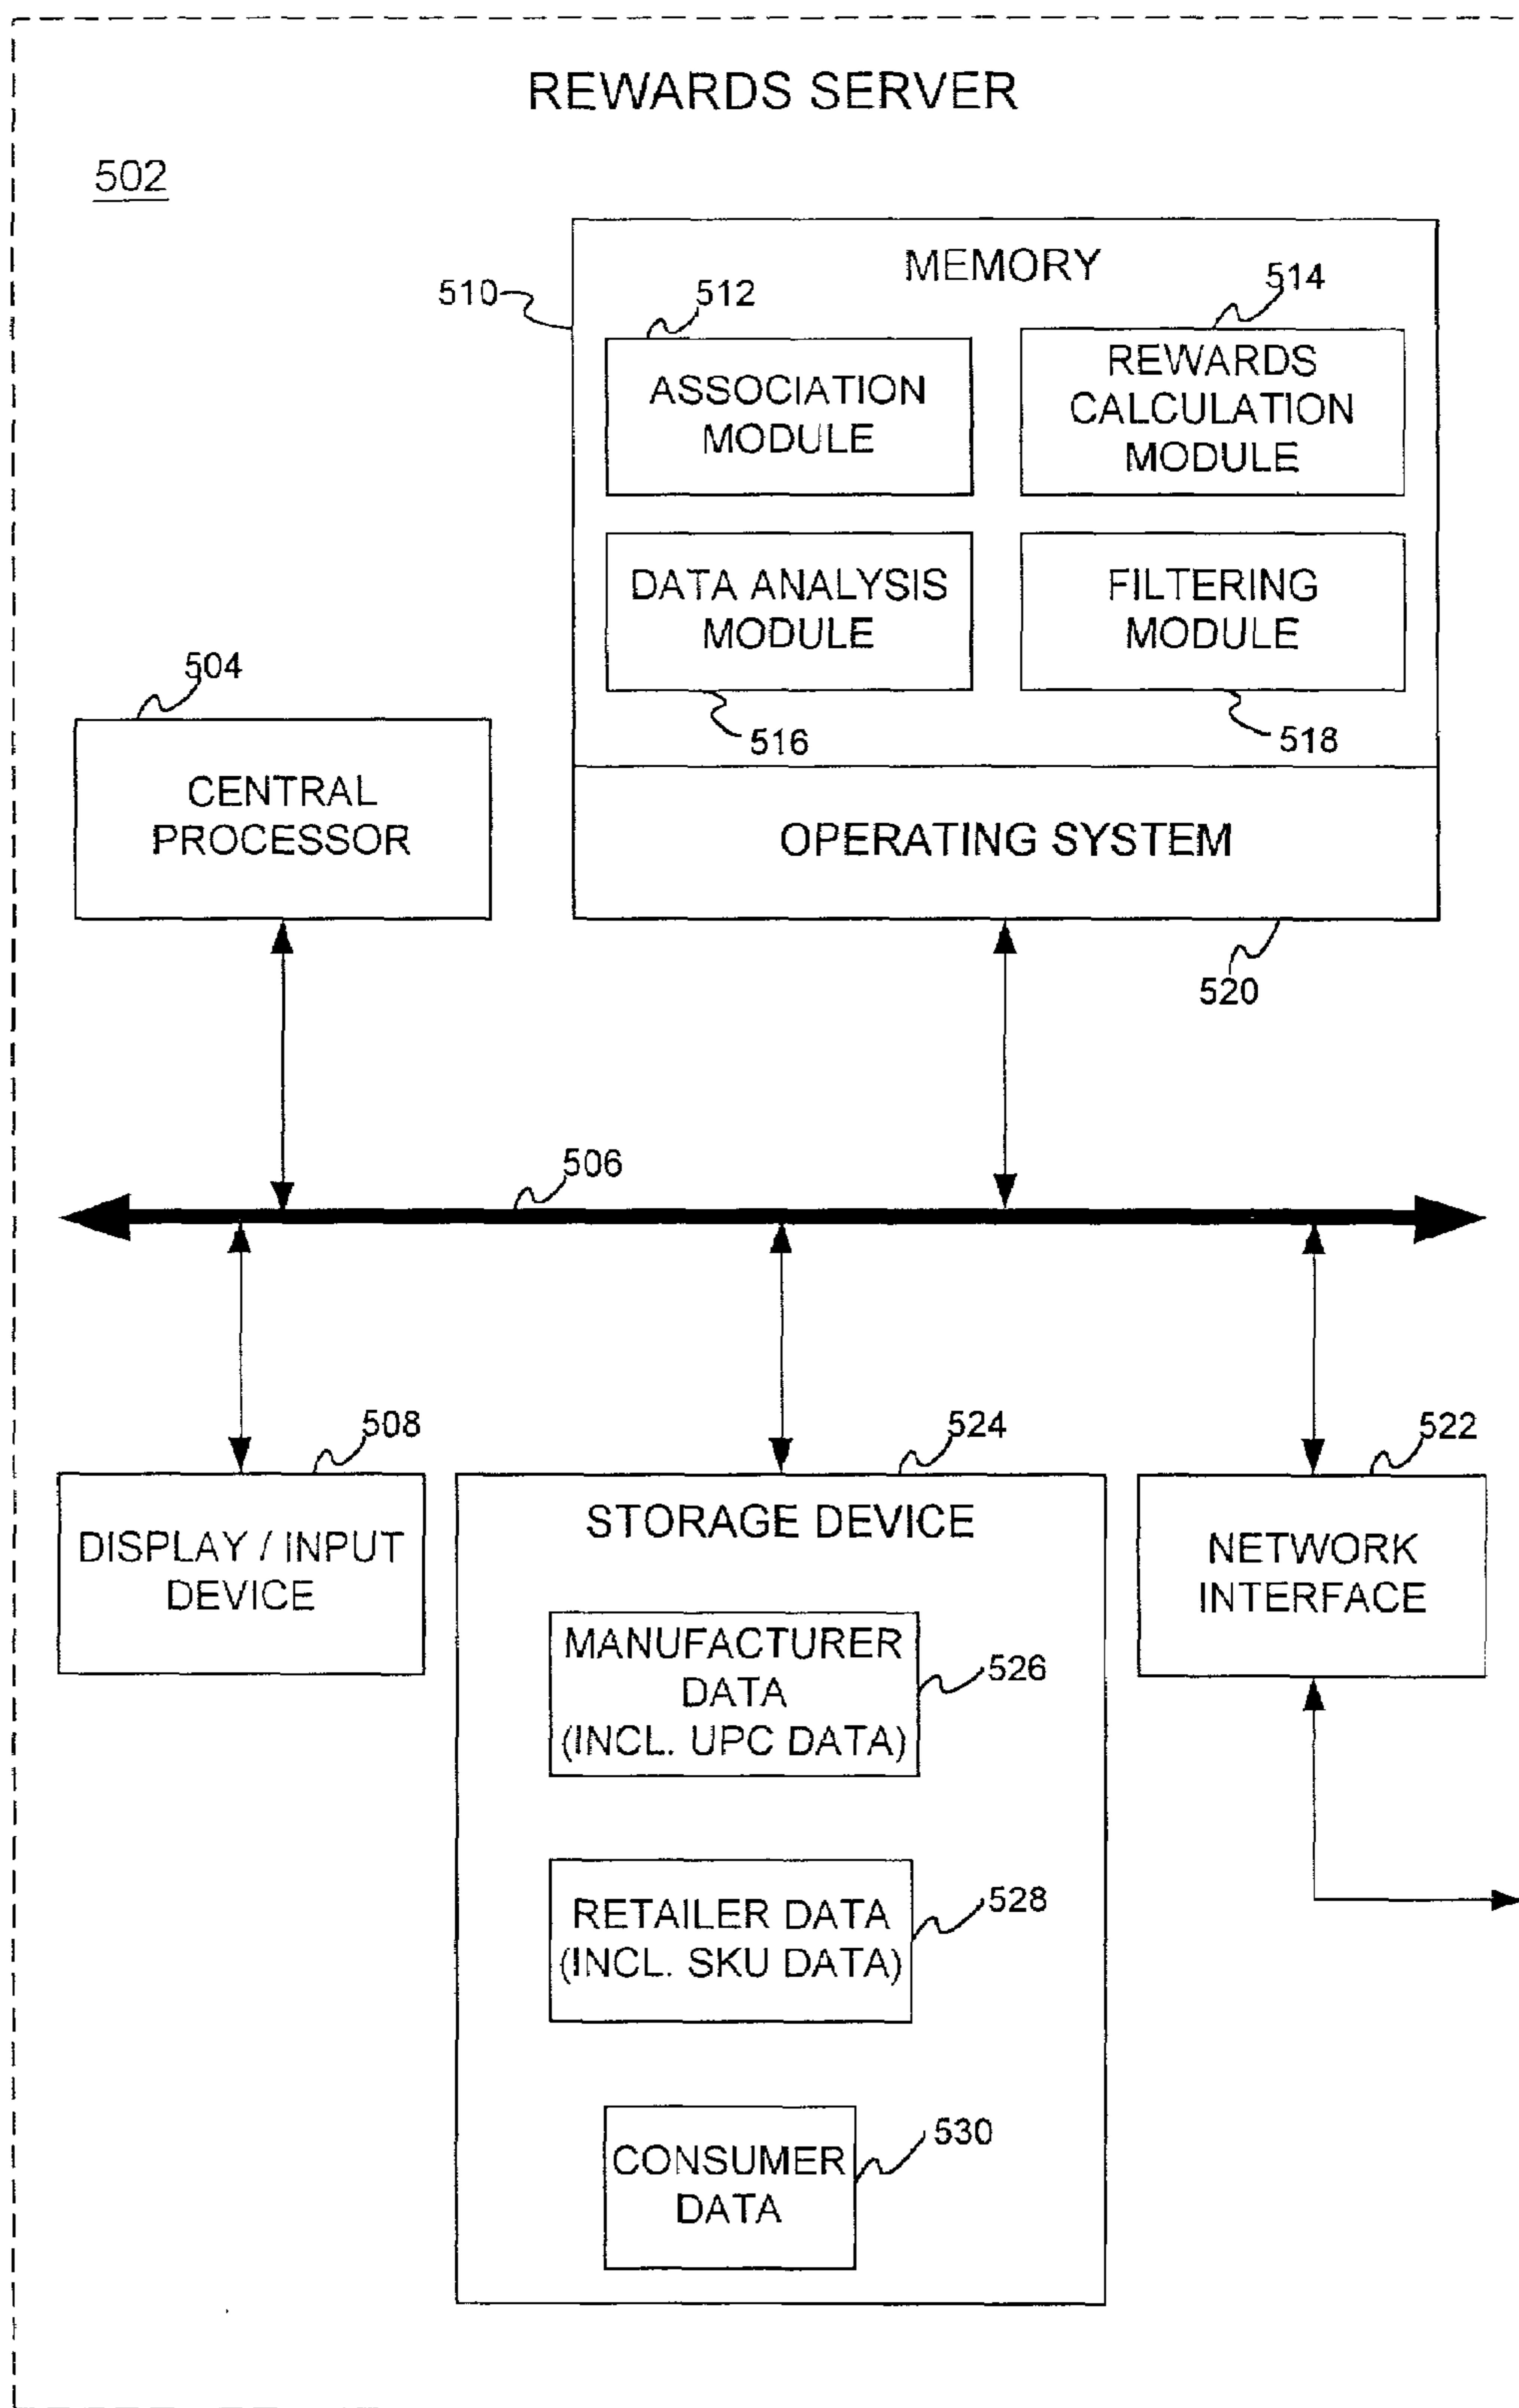 REWARDS SERVER
502
MEMORY
510
512
514
ASSOCIATION
MODULE
REWARDS
CALCULATION
MODULE
DATA ANALYSIS
MODULE
FILTERING
MODULE
516
518
504
CENTRAL
PROCESSOR
OPERATING SYSTEM
520
506
508
524
522
DISPLAY / INPUT
DEVICE
STORAGE DEVICE
NETWORK
INTERFACE
MANUFACTURER
DATA
(INCL. UPC DATA)
526
RETAILER DATA
(INCL. SKU DATA)
528
CONSUMER
DATA
530